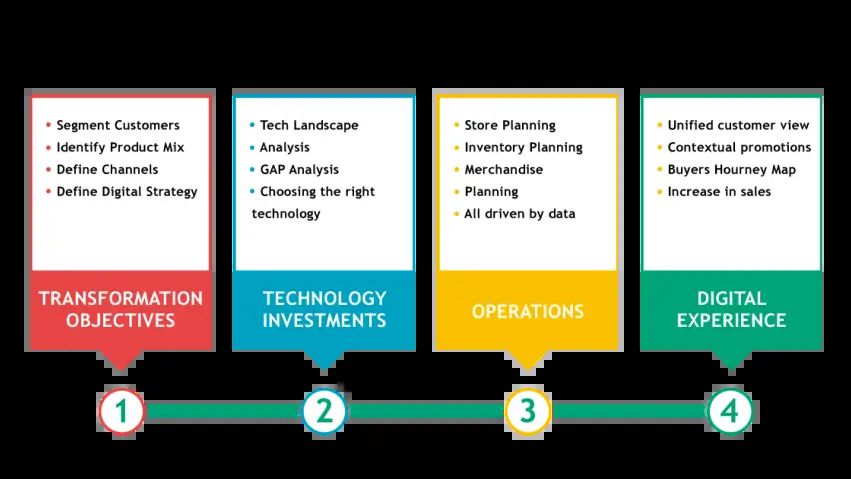 • Segment Customers
• Identify Product Mix
• Define Channels
• Define Digital Strategy
TRANSFORMATION
OBJECTIVES
1
• Tech Landscape
• Analysis
• GAP Analysis
• Choosing the right
technology
TECHNOLOGY
INVESTMENTS
2
• Store Planning
• Inventory Planning
• Merchandise
• Planning
• All driven by data
OPERATIONS
3
• Unified customer view
• Contextual promotions
• Buyers Hourney Map
• Increase in sales
DIGITAL
EXPERIENCE
4